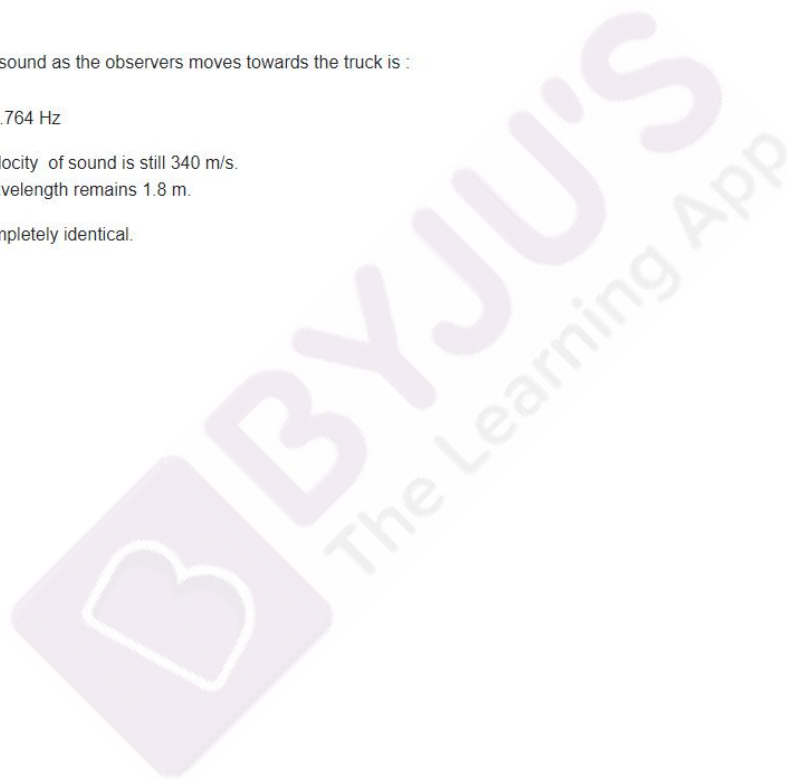 sound as the observers moves towards the truck is :
.764 Hz
locity of sound is still 340 m/s.
velength remains 1.8 m.
npletely identical.
BYJU'S
The Learning App